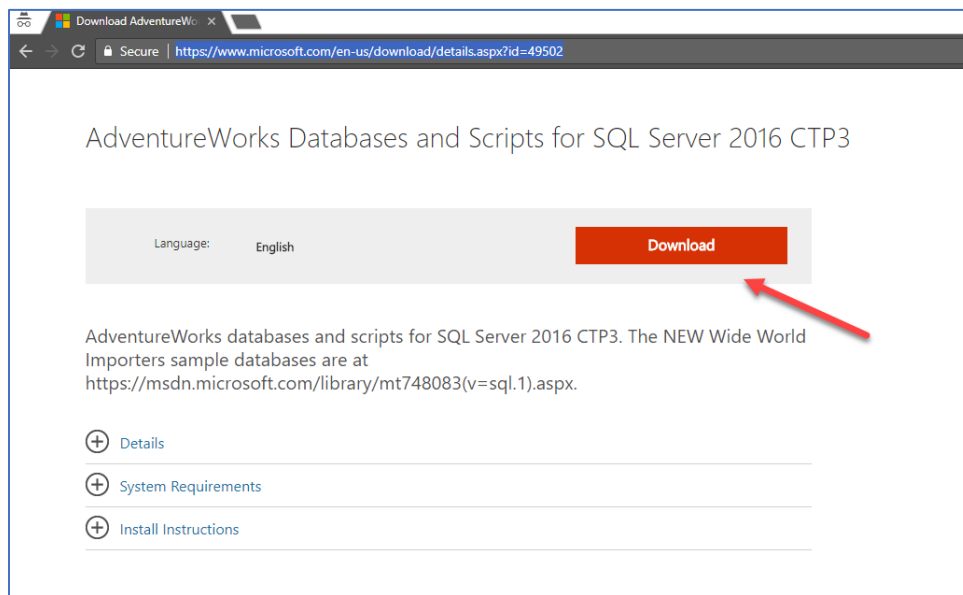 Download AdventureWo
Secure | https://www.microsoft.com/en-us/download/details.aspx?id=49502
AdventureWorks Databases and Scripts for SQL Server 2016 CTP3
Language: English Download
AdventureWorks databases and scripts for SQL Server 2016 CTP3. The NEW Wide World
Importers sample databases are at
https://msdn.microsoft.com/library/mt748083(v=sql.1).aspx.
Details
System Requirements
Install Instructions